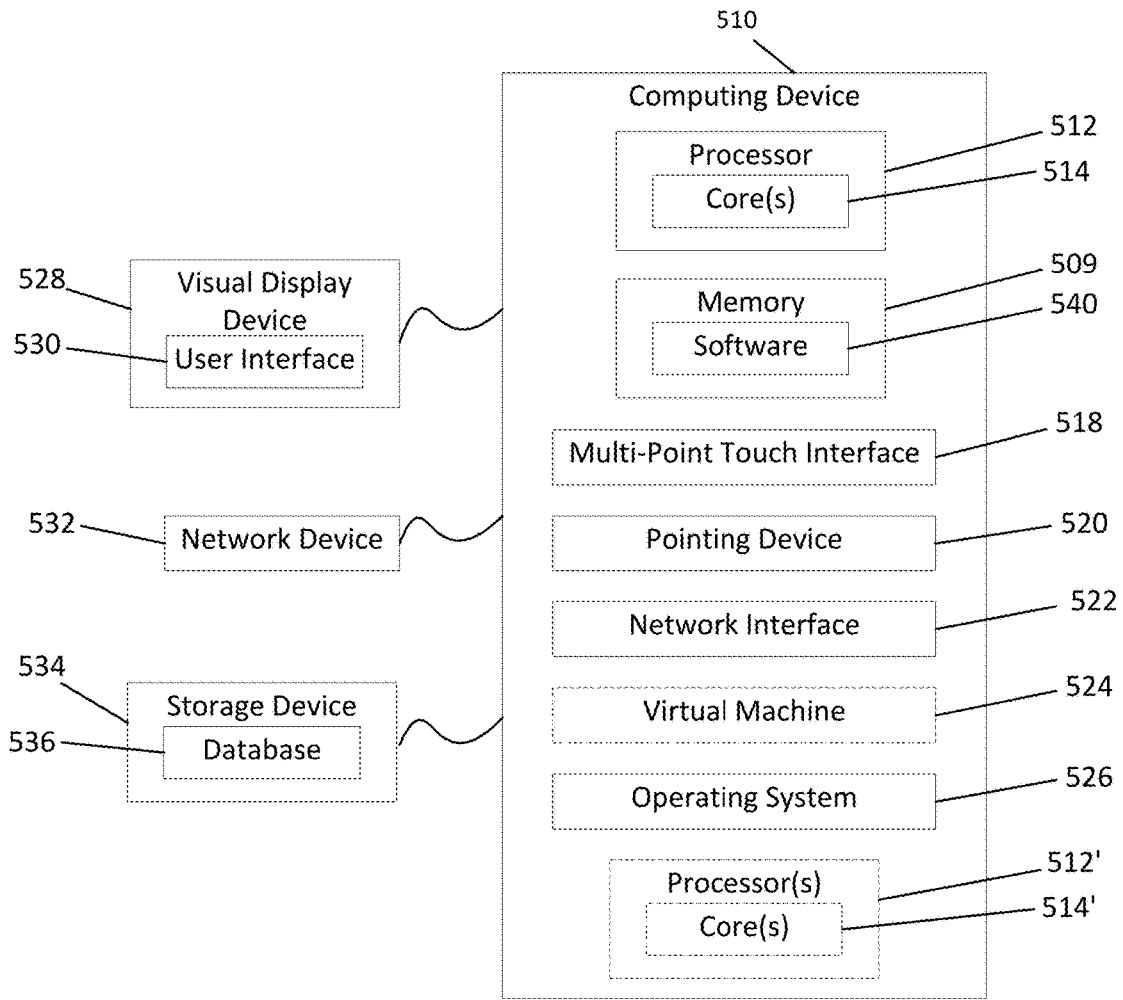 510
Computing Device
Processor
512
Core(s)
514
Memory
509
Software
540
Multi-Point Touch Interface
518
Pointing Device
520
Network Interface
522
Virtual Machine
524
Operating System
526
Processor(s)
512'
Core(s)
514'
528
Visual Display
Device
530
User Interface
532
Network Device
534
Storage Device
536
Database